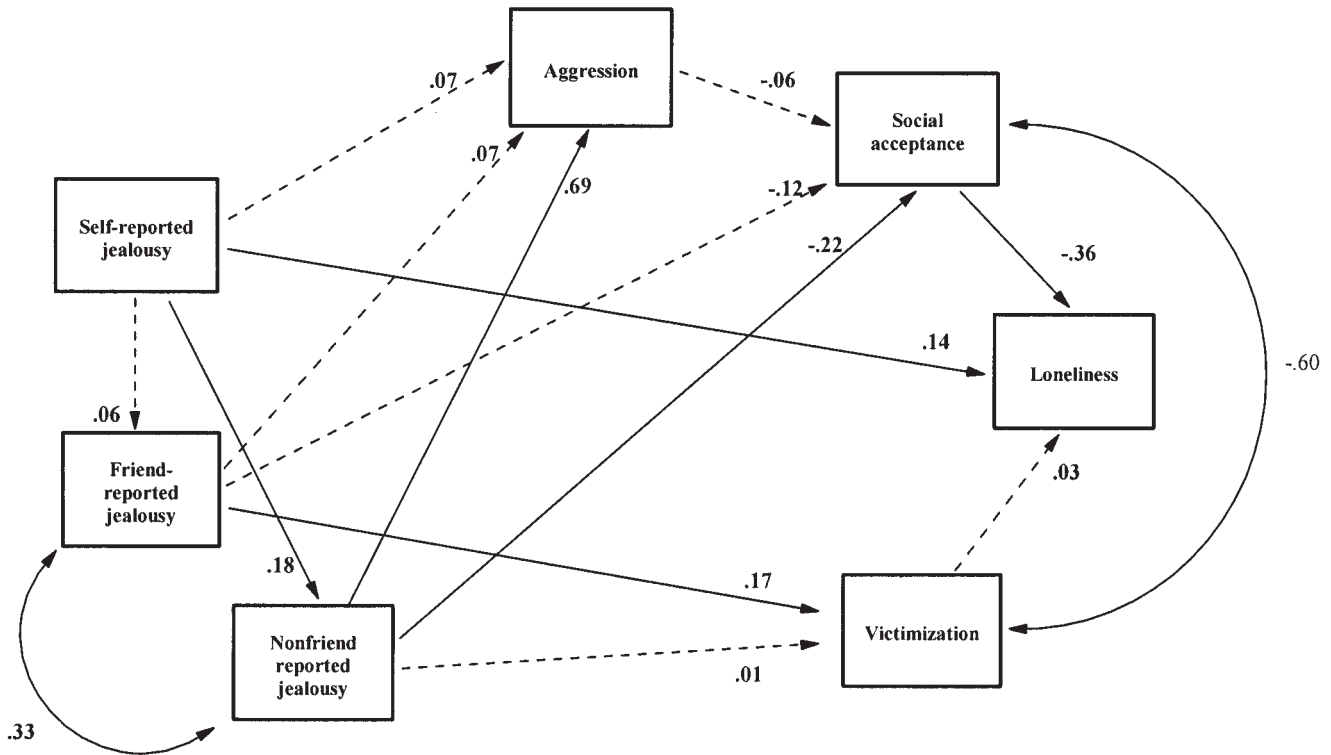 Aggression
.07
-.06
Social
acceptance
.07
.69
-.12
Self-reported
jealousy
-.22
-.36
.14
Loneliness
-.60
.06
Friend-
reported
jealousy
.03
.18
.17
Nonfriend
reported
jealousy
Victimization
.01
.33